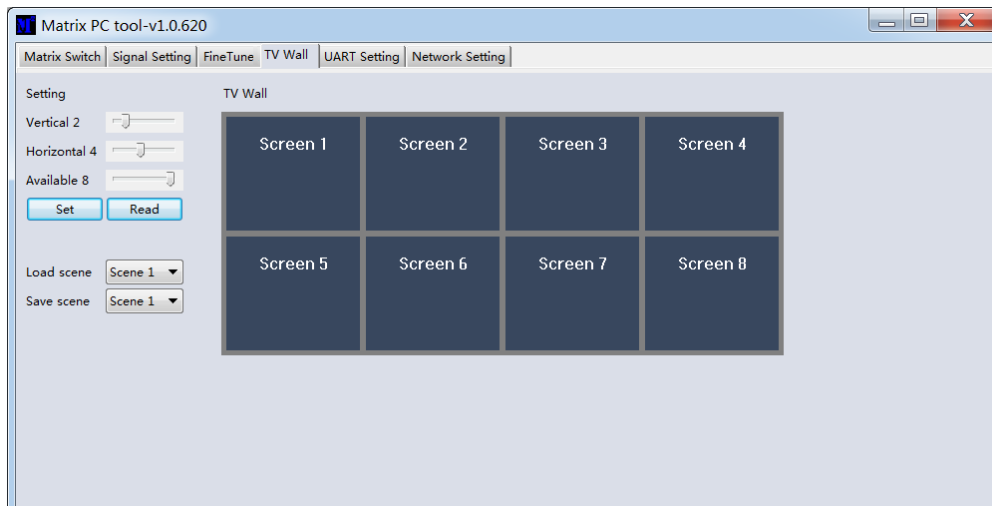 Matrix PC tool-v1.0.620
Matrix Switch Signal Setting FineTune TV Wall UART Setting Network Setting
Setting
Vertical 2
Horizontal 4
Available 8
Set Read
Load scene Scene 1
Save scene Scene 1
TV Wall
Screen 1 Screen 2 Screen 3 Screen 4
Screen 5 Screen 6 Screen 7 Screen 8